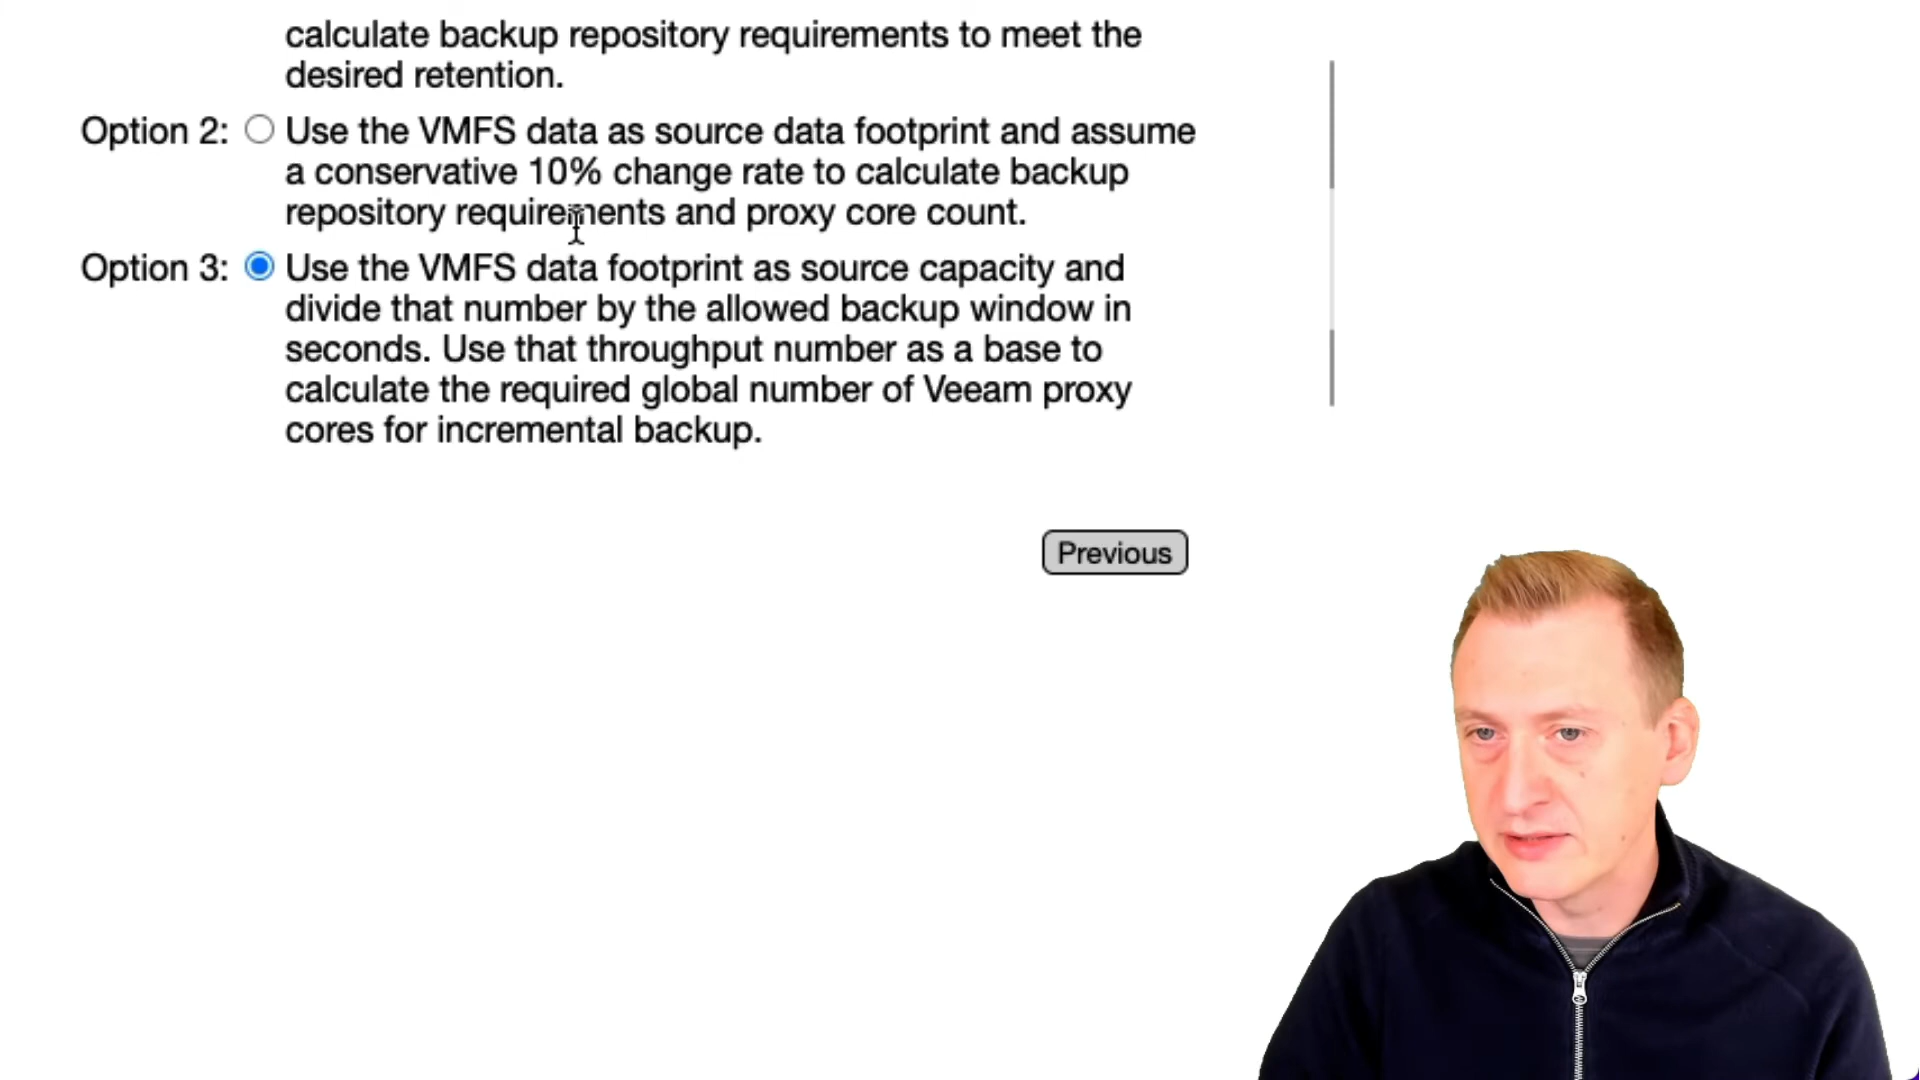 calculate backup repository requirements to meet the
desired retention.
Option 2: Use the VMFS data as source data footprint and assume
a conservative 10% change rate to calculate backup
repository requirements and proxy core count.
Option 3: Use the VMFS data footprint as source capacity and
divide that number by the allowed backup window in
seconds. Use that throughput number as a base to
calculate the required global number of Veeam proxy
cores for incremental backup.
Previous